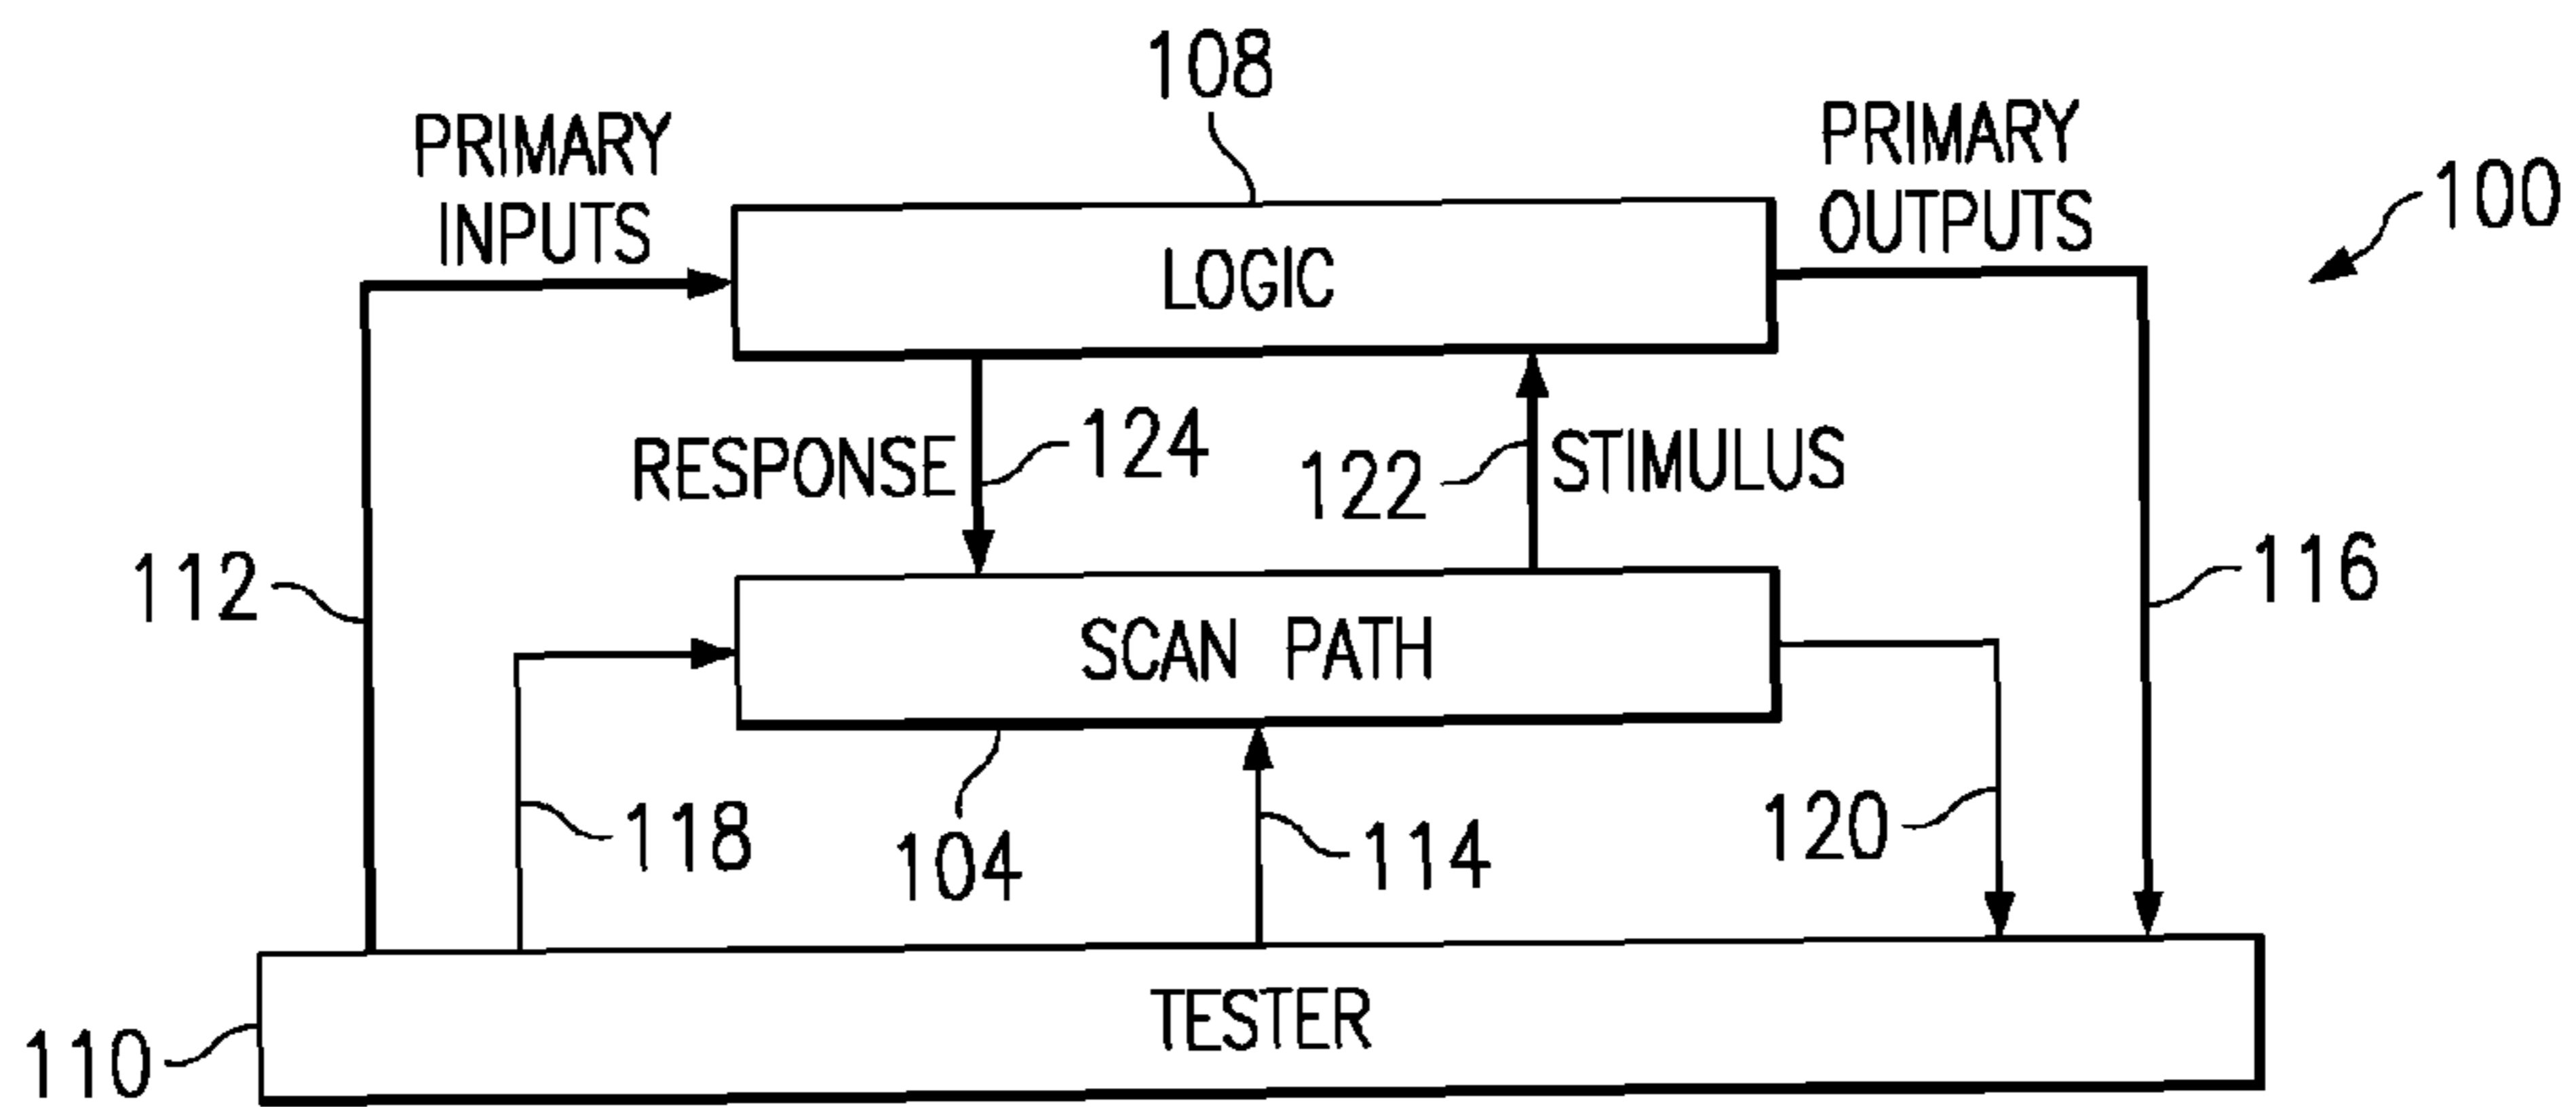 108
PRIMARY
INPUTS
PRIMARY
OUTPUTS
100
LOGIC
RESPONSE
124
122
STIMULUS
112
116
SCAN PATH
118
104
114
120
TESTER
110